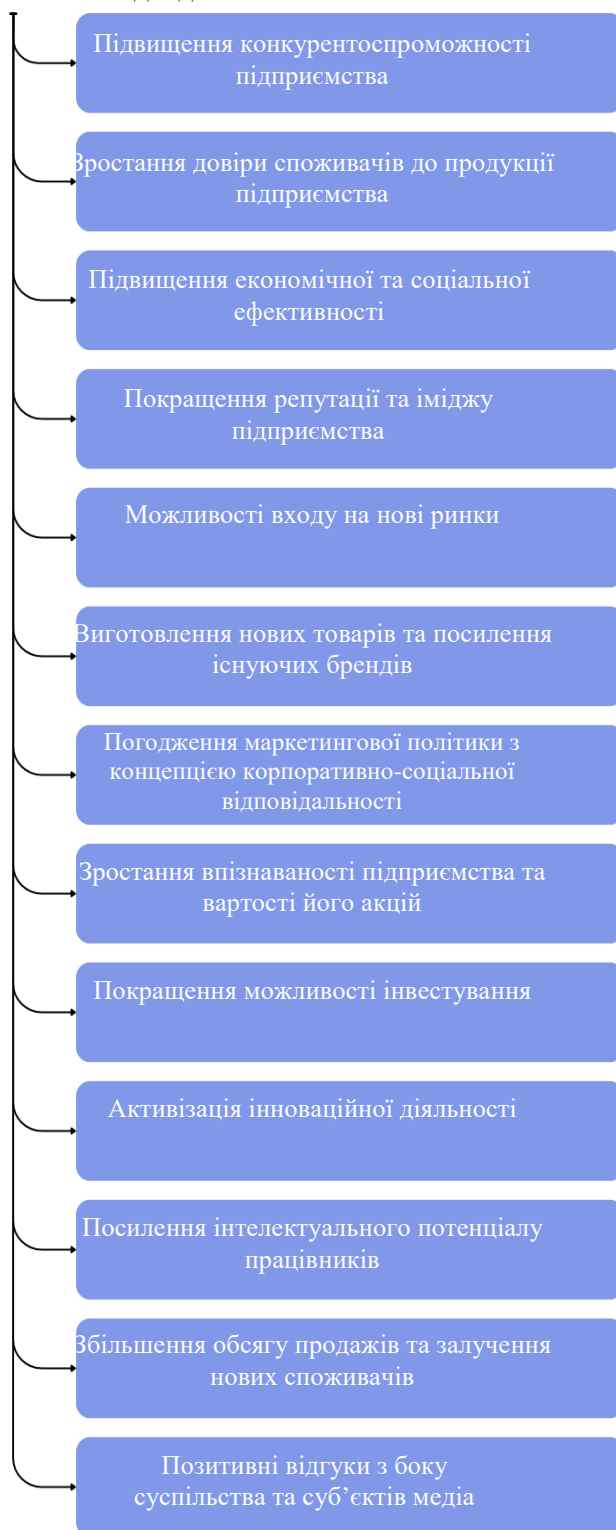 Підвищення конкурентоспроможності
підприємства
Зростання довіри споживачів до продукції
підприємства
Підвищення економічної та соціальної
ефективності
Покращення репутації та іміджу
підприємства
Можливості входу на нові ринки
Виготовлення нових товарів та посилення
існуючих брендів
Погодження маркетингової політики з
концепцією корпоративно-соціальної
відповідальності
Зростання впізнаваності підприємства та
вартості його акцій
Покращення можливості інвестування
Активізація інноваційної діяльності
Посилення інтелектуального потенціалу
працівників
Збільшення обсягу продажів та залучення
нових споживачів
Позитивні відгуки з боку
суспільства та суб’єктів медіа